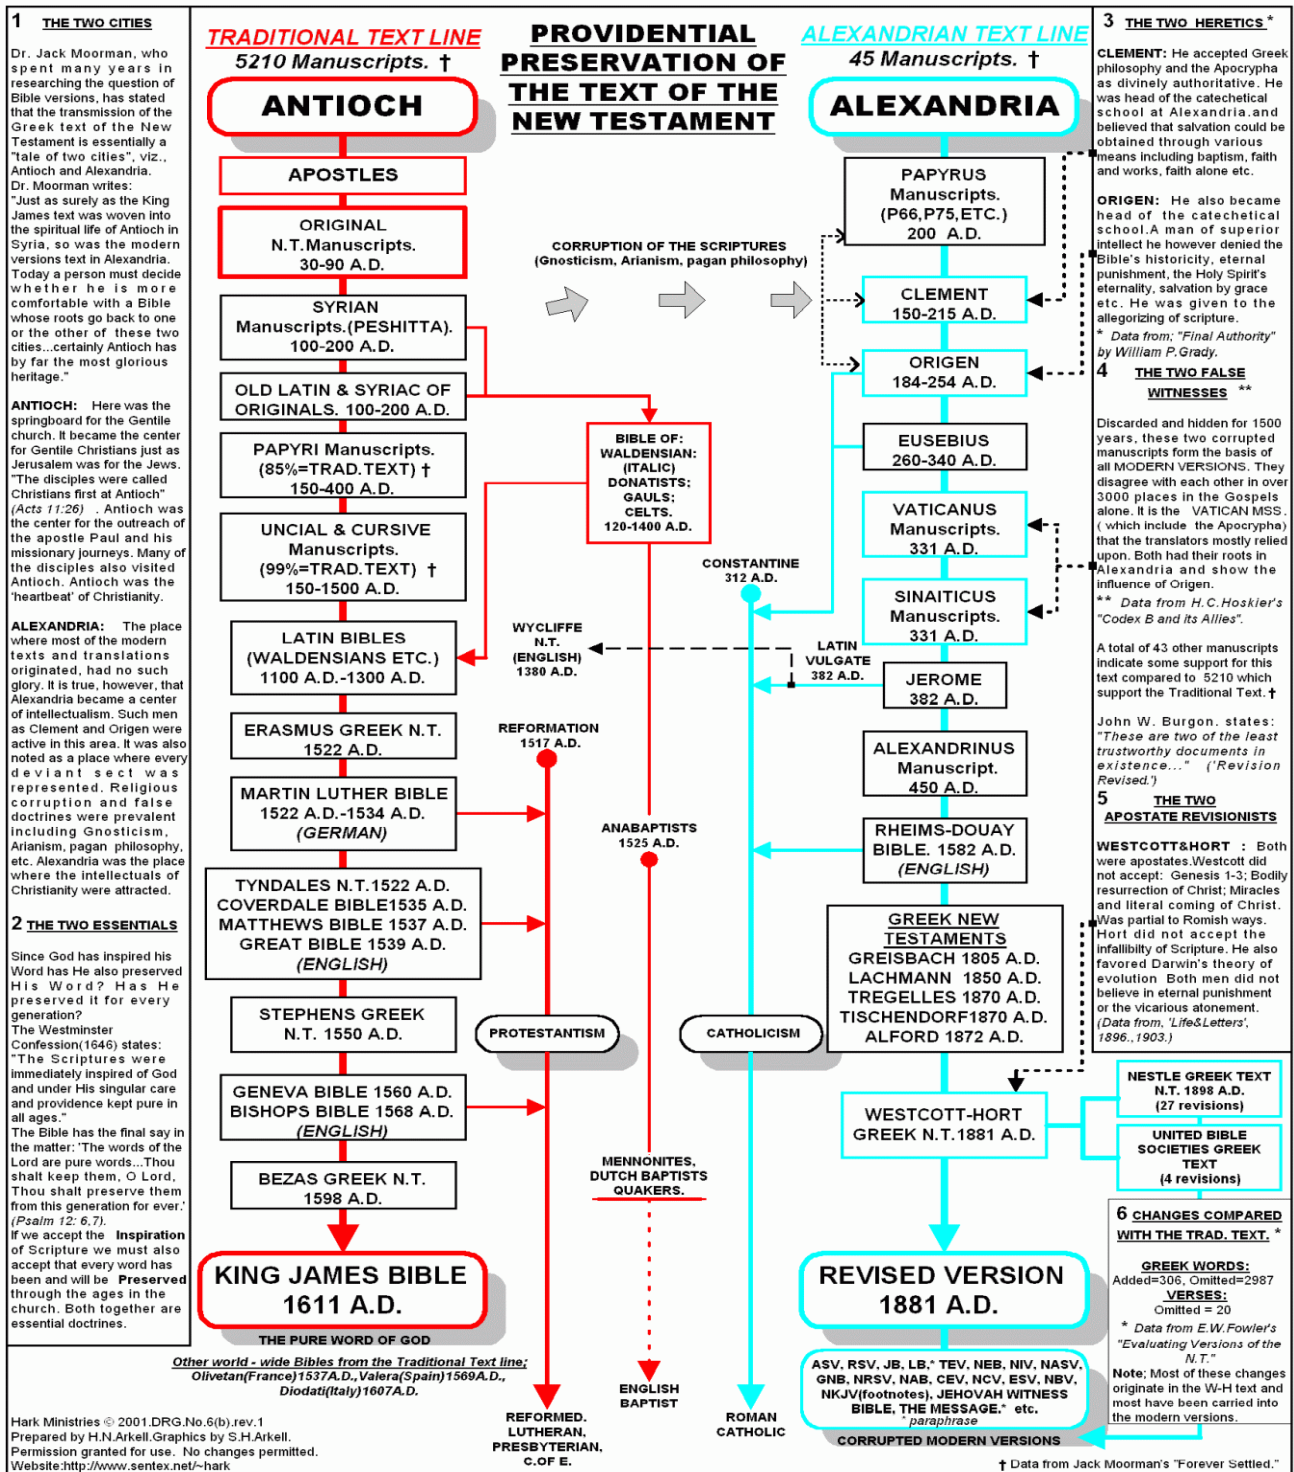 1 THE TWO CITIES
Dr. Jack Moorman, who
spent many years in
researching the question of
Bible versions, has stated
that the transmission of the
Greek text of the New
Testament is essentially a
"tale of two cities", viz.,
Antioch and Alexandria.
Dr. Moorman writes:
"Just as surely as the King
James text was woven into
the spiritual life of Antioch in
Syria, so was the modern
versions text in Alexandria.
Today a person must decide
whether he is more
comfortable with a Bible
whose roots go back to one
or the other of these two
cities...certainly Antioch has
by far the most glorious
heritage."
ANTIOCH: Here was the
springboard for the Gentile
church. It became the center
for Gentile Christians just as
Jerusalem was for the Jews.
"The disciples were called
Christians first at Antioch"
(Acts 11:26) . Antioch was
the center for the outreach of
the apostle Paul and his
missionary journeys. Many of
the disciples also visited
Antioch. Antioch was the
'heartbeat' of Christianity.
ALEXANDRIA: The place
where most of the modern
texts and translations
originated, had no such
glory. It is true, however, that
Alexandria became a center
of intellectualism. Such men
as Clement and Origen were
active in this area. It was also
noted as a place where every
deviant sect was
represented. Religious
corruption and false
doctrines were prevalent
including Gnosticism,
Arianism, pagan philosophy,
etc. Alexandria was the place
where the intellectuals of
Christianity were attracted.
2 THE TWO ESSENTIALS
Since God has inspired his
Word has He also preserved
His Word? Has He
preserved it for every
generation?
The Westminster
Confession(1646) states:
"The Scriptures were
immediately inspired of God
and under His singular care
and providence kept pure in
all ages."
The Bible has the final say in
the matter: 'The words of the
Lord are pure words...Thou
shalt keep them, O Lord,
Thou shalt preserve them
from this generation for ever.'
(Psalm 12: 6,7).
If we accept the Inspiration
of Scripture we must also
accept that every word has
been and will be Preserved
through the ages in the
church. Both together are
essential doctrines.
TRADITIONAL TEXT LINE
5210 Manuscripts. †
ANTIOCH
APOSTLES
ORIGINAL
N.T.Manuscripts.
30-90 A.D.
SYRIAN
Manuscripts.(PESHITTA).
100-200 A.D.
OLD LATIN & SYRIAC OF
ORIGINALS. 100-200 A.D.
PAPYRI Manuscripts.
(85%=TRAD.TEXT) †
150-400 A.D.
UNCIAL & CURSIVE
Manuscripts.
(99%=TRAD.TEXT) †
150-1500 A.D.
LATIN BIBLES
(WALDENSIANS ETC.)
1100 A.D.-1300 A.D.
ERASMUS GREEK N.T.
1522 A.D.
MARTIN LUTHER BIBLE
1522 A.D.-1534 A.D.
(GERMAN)
TYNDALES N.T.1522 A.D.
COVERDALE BIBLE1535 A.D.
MATTHEWS BIBLE 1537 A.D.
GREAT BIBLE 1539 A.D.
(ENGLISH)
STEPHENS GREEK
N.T. 1550 A.D.
GENEVA BIBLE 1560 A.D.
BISHOPS BIBLE 1568 A.D.
(ENGLISH)
BEZAS GREEK N.T.
1598 A.D.
KING JAMES BIBLE
1611 A.D.
THE PURE WORD OF GOD
Other world - wide Bibles from the Traditional Text line;
Olivetan(France)1537A.D.,Valera(Spain)1569A.D.,
Diodati(Italy)1607A.D.
PROVIDENTIAL
PRESERVATION OF
THE TEXT OF THE
NEW TESTAMENT
CORRUPTION OF THE SCRIPTURES
(Gnosticism, Arianism, pagan philosophy)
BIBLE OF:
WALDENSIAN:
(ITALIC)
DONATISTS;
GAULS;
CELTS.
120-1400 A.D.
CONSTANTINE
312 A.D.
WYCLIFFE
N.T.
(ENGLISH)
1380 A.D.
LATIN
VULGATE
382 A.D.
REFORMATION
1517 A.D.
ANABAPTISTS
1525 A.D.
PROTESTANTISM
CATHOLICISM
MENNONITES,
DUTCH BAPTISTS
QUAKERS.
REFORMED.
LUTHERAN,
PRESBYTERIAN,
C.OF E.
ENGLISH
BAPTIST
ROMAN
CATHOLIC
ALEXANDRIAN TEXT LINE
45 Manuscripts. †
ALEXANDRIA
PAPYRUS
Manuscripts.
(P66,P75,ETC.)
200 A.D.
CLEMENT
150-215 A.D.
ORIGEN
184-254 A.D.
EUSEBIUS
260-340 A.D.
VATICANUS
Manuscripts.
331 A.D.
SINAITICUS
Manuscripts.
331 A.D.
JEROME
382 A.D.
ALEXANDRINUS
Manuscript.
450 A.D.
RHEIMS-DOUAY
BIBLE. 1582 A.D.
(ENGLISH)
GREEK NEW
TESTAMENTS
GREISBACH 1805 A.D.
LACHMANN 1850 A.D.
TREGELLES 1870 A.D.
TISCHENDORF1870 A.D.
ALFORD 1872 A.D.
WESTCOTT-HORT
GREEK N.T.1881 A.D.
REVISED VERSION
1881 A.D.
ASV, RSV, JB, LB,* TEV, NEB, NIV, NASV,
GNB, NRSV, NAB, CEV, NCV, ESV, NBV,
NKJV(footnotes), JEHOVAH WITNESS
BIBLE, THE MESSAGE.* etc.
* paraphrase
CORRUPTED MODERN VERSIONS
3 THE TWO HERETICS *
CLEMENT: He accepted Greek
philosophy and the Apocrypha
as divinely authoritative. He
was head of the catechetical
school at Alexandria.and
believed that salvation could be
obtained through various
means including baptism, faith
and works, faith alone etc.
ORIGEN: He also became
head of the catechetical
school.A man of superior
intellect he however denied the
Bible's historicity, eternal
punishment, the Holy Spirit's
eternality, salvation by grace
etc. He was given to the
allegorizing of scripture.
* Data from; "Final Authority"
by William P.Grady.
4 THE TWO FALSE
WITNESSES **
Discarded and hidden for 1500
years, these two corrupted
manuscripts form the basis of
all MODERN VERSIONS. They
disagree with each other in over
3000 places in the Gospels
alone. It is the VATICAN MSS.
( which include the Apocrypha)
that the translators mostly relied
upon. Both had their roots in
Alexandria and show the
influence of Origen.
** Data from H.C.Hoskier's
"Codex B and its Allies".
A total of 43 other manuscripts
indicate some support for this
text compared to 5210 which
support the Traditional Text. †
John W. Burgon. states:
"These are two of the least
trustworthy documents in
existence..." ('Revision
Revised.')
5 THE TWO
APOSTATE REVISIONISTS
WESTCOTT&HORT : Both
were apostates.Westcott did
not accept: Genesis 1-3; Bodily
resurrection of Christ; Miracles
and literal coming of Christ.
Was partial to Romish ways.
Hort did not accept the
infalliblity of Scripture. He also
favored Darwin's theory of
evolution Both men did not
believe in eternal punishment
or the vicarious atonement.
(Data from, 'Life&Letters',
1896.,1903.)
NESTLE GREEK TEXT
N.T. 1898 A.D.
(27 revisions)
UNITED BIBLE
SOCIETIES GREEK
TEXT
(4 revisions)
6 CHANGES COMPARED
WITH THE TRAD. TEXT. *
GREEK WORDS:
Added=306, Omitted=2987
VERSES:
Omitted = 20
* Data from E.W.Fowler's
"Evaluating Versions of the
N.T."
Note; Most of these changes
originate in the W-H text and
most have been carried into
the modern versions.
Hark Ministries © 2001.DRG.No.6(b).rev.1
Prepared by H.N.Arkell.Graphics by S.H.Arkell.
Permission granted for use. No changes permitted.
Website:http://www.sentex.net/~hark
† Data from Jack Moorman's "Forever Settled."